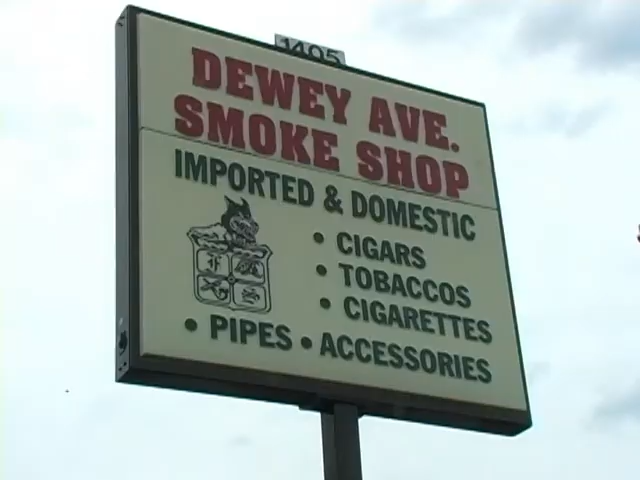 1405
DEWEY AVE.
SMOKE SHOP
IMPORTED & DOMESTIC
• CIGARS
• TOBACCOS
• CIGARETTES
• PIPES • ACCESSORIES